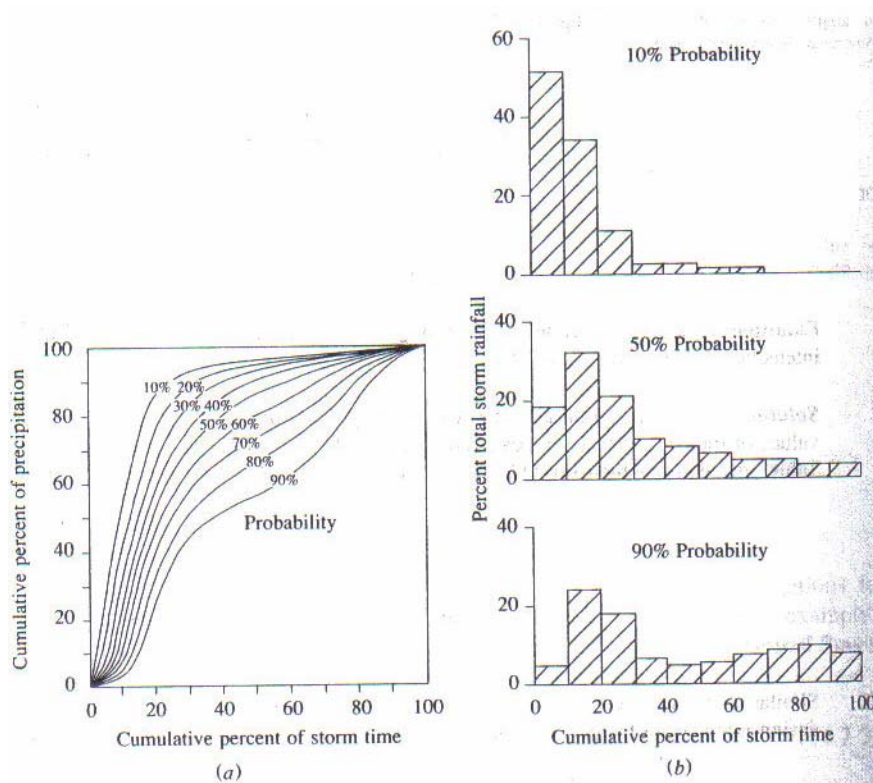 100
80
60
40
20
0
Cumulative percent of precipitation
10% 20%
30% 40%
50% 60%
70%
80%
90%
Probability
0 20 40 60 80 100
Cumulative percent of storm time
(a)
10% Probability
60
40
20
0
50% Probability
40
20
0
90% Probability
40
20
0
Percent total storm rainfall
0 20 40 60 80 100
Cumulative percent of storm time
(b)